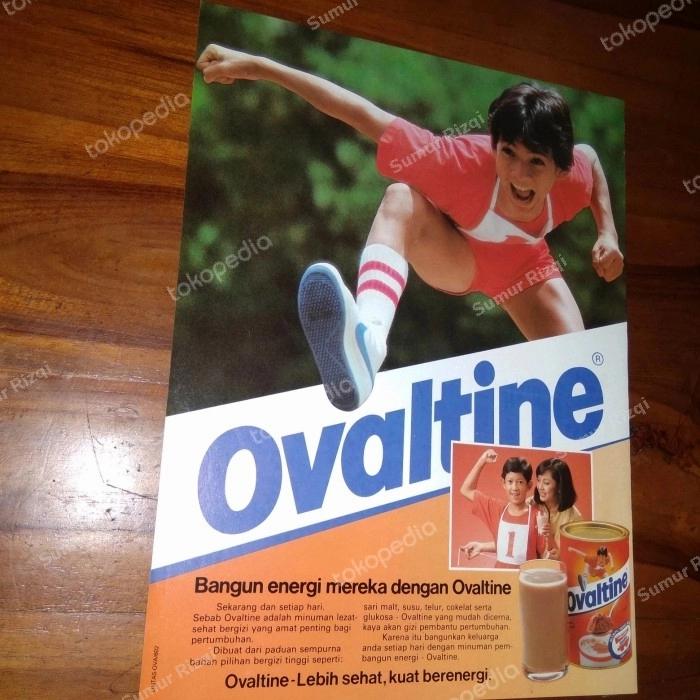 Ovaltine ®
1
Ovaltine
Bangun energi mereka dengan Ovaltine
Sekarang dan setiap hari.
Sebab Ovaltine adalah minuman lezat-
sehat bergizi yang amat penting bagi
pertumbuhan.
Dibuat dari paduan sempurna
bahan pilihan bergizi tinggi seperti:
sari malt, susu, telur, cokelat serta
glukosa - Ovaltine yang mudah dicerna,
kaya akan gizi pembantu pertumbuhan.
Karena itu bangunkan keluarga
anda setiap hari dengan minuman pem-
bangun energi - Ovaltine.
Ovaltine - Lebih sehat, kuat berenergi.
tokopedia
Sumur Rizqi